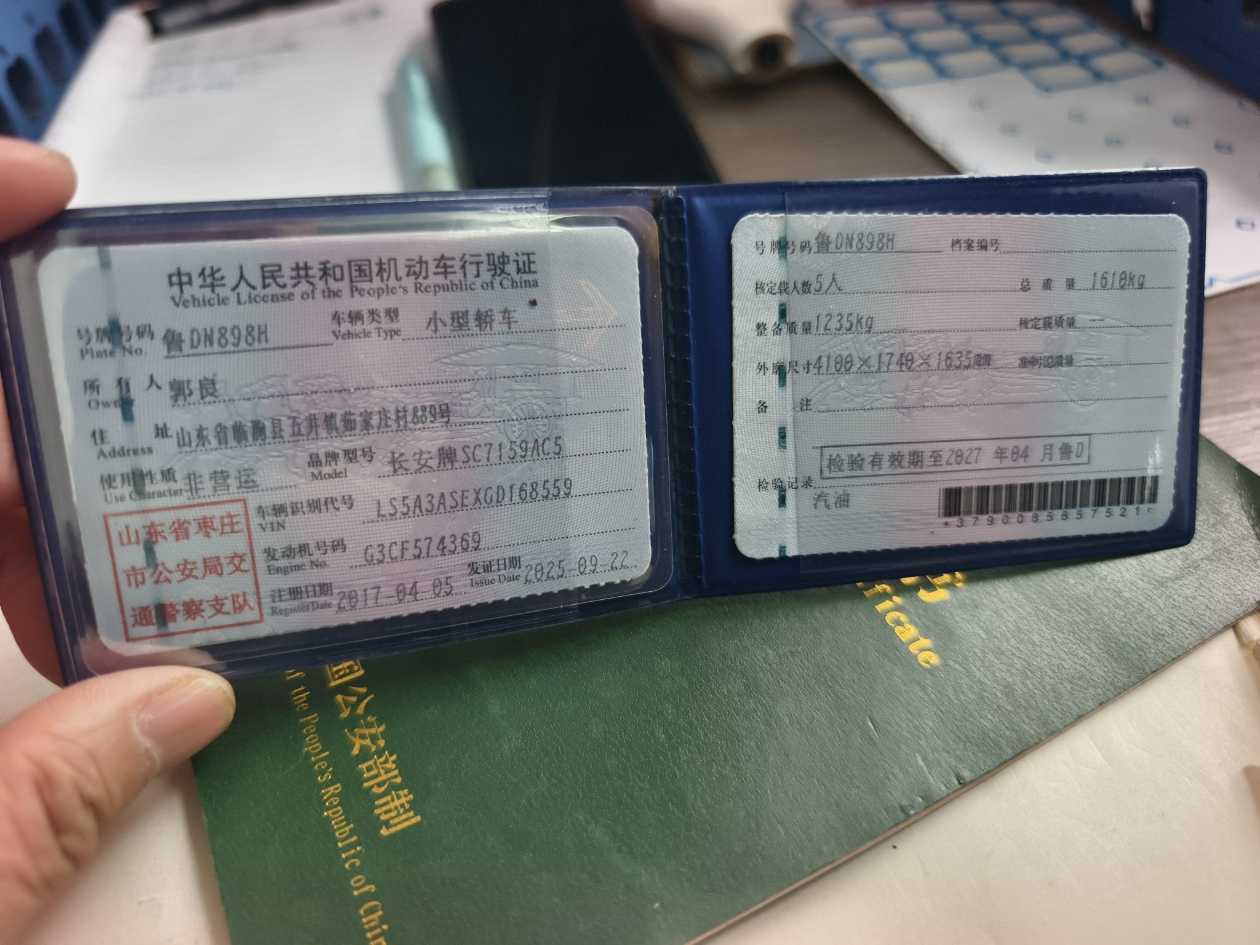 中华人民共和国机动车行驶证
Vehicle License of the People's Republic of China
号牌号码 鲁DN898H 车辆类型 小型轿车
Plate No. Vehicle Type
所有人 郭良
Owner
住址 山东省临朐县五井镇茹家庄村889号
Address
使用性质 非营运 品牌型号 长安牌SC7159AC5
Use Character Model
车辆识别代号 LS5A3ASEXGD168559
VIN
发动机号码 G3CF574369
Engine No.
注册日期 2017-04-05 发证日期 2025-09-22
Register Date Issue Date
山东省枣庄
市公安局交
通警察支队
号牌号码 鲁DN898H 档案编号
核定载人数 5人 总质量 1610kg
整备质量 1235kg 核定载质量 --
外廓尺寸 4100×1740×1635
备注
检验有效期至2027 年04 月鲁D
检验记录
汽油
*3790085857521*
国公安部制
of the People's Republic of Chin
ificate